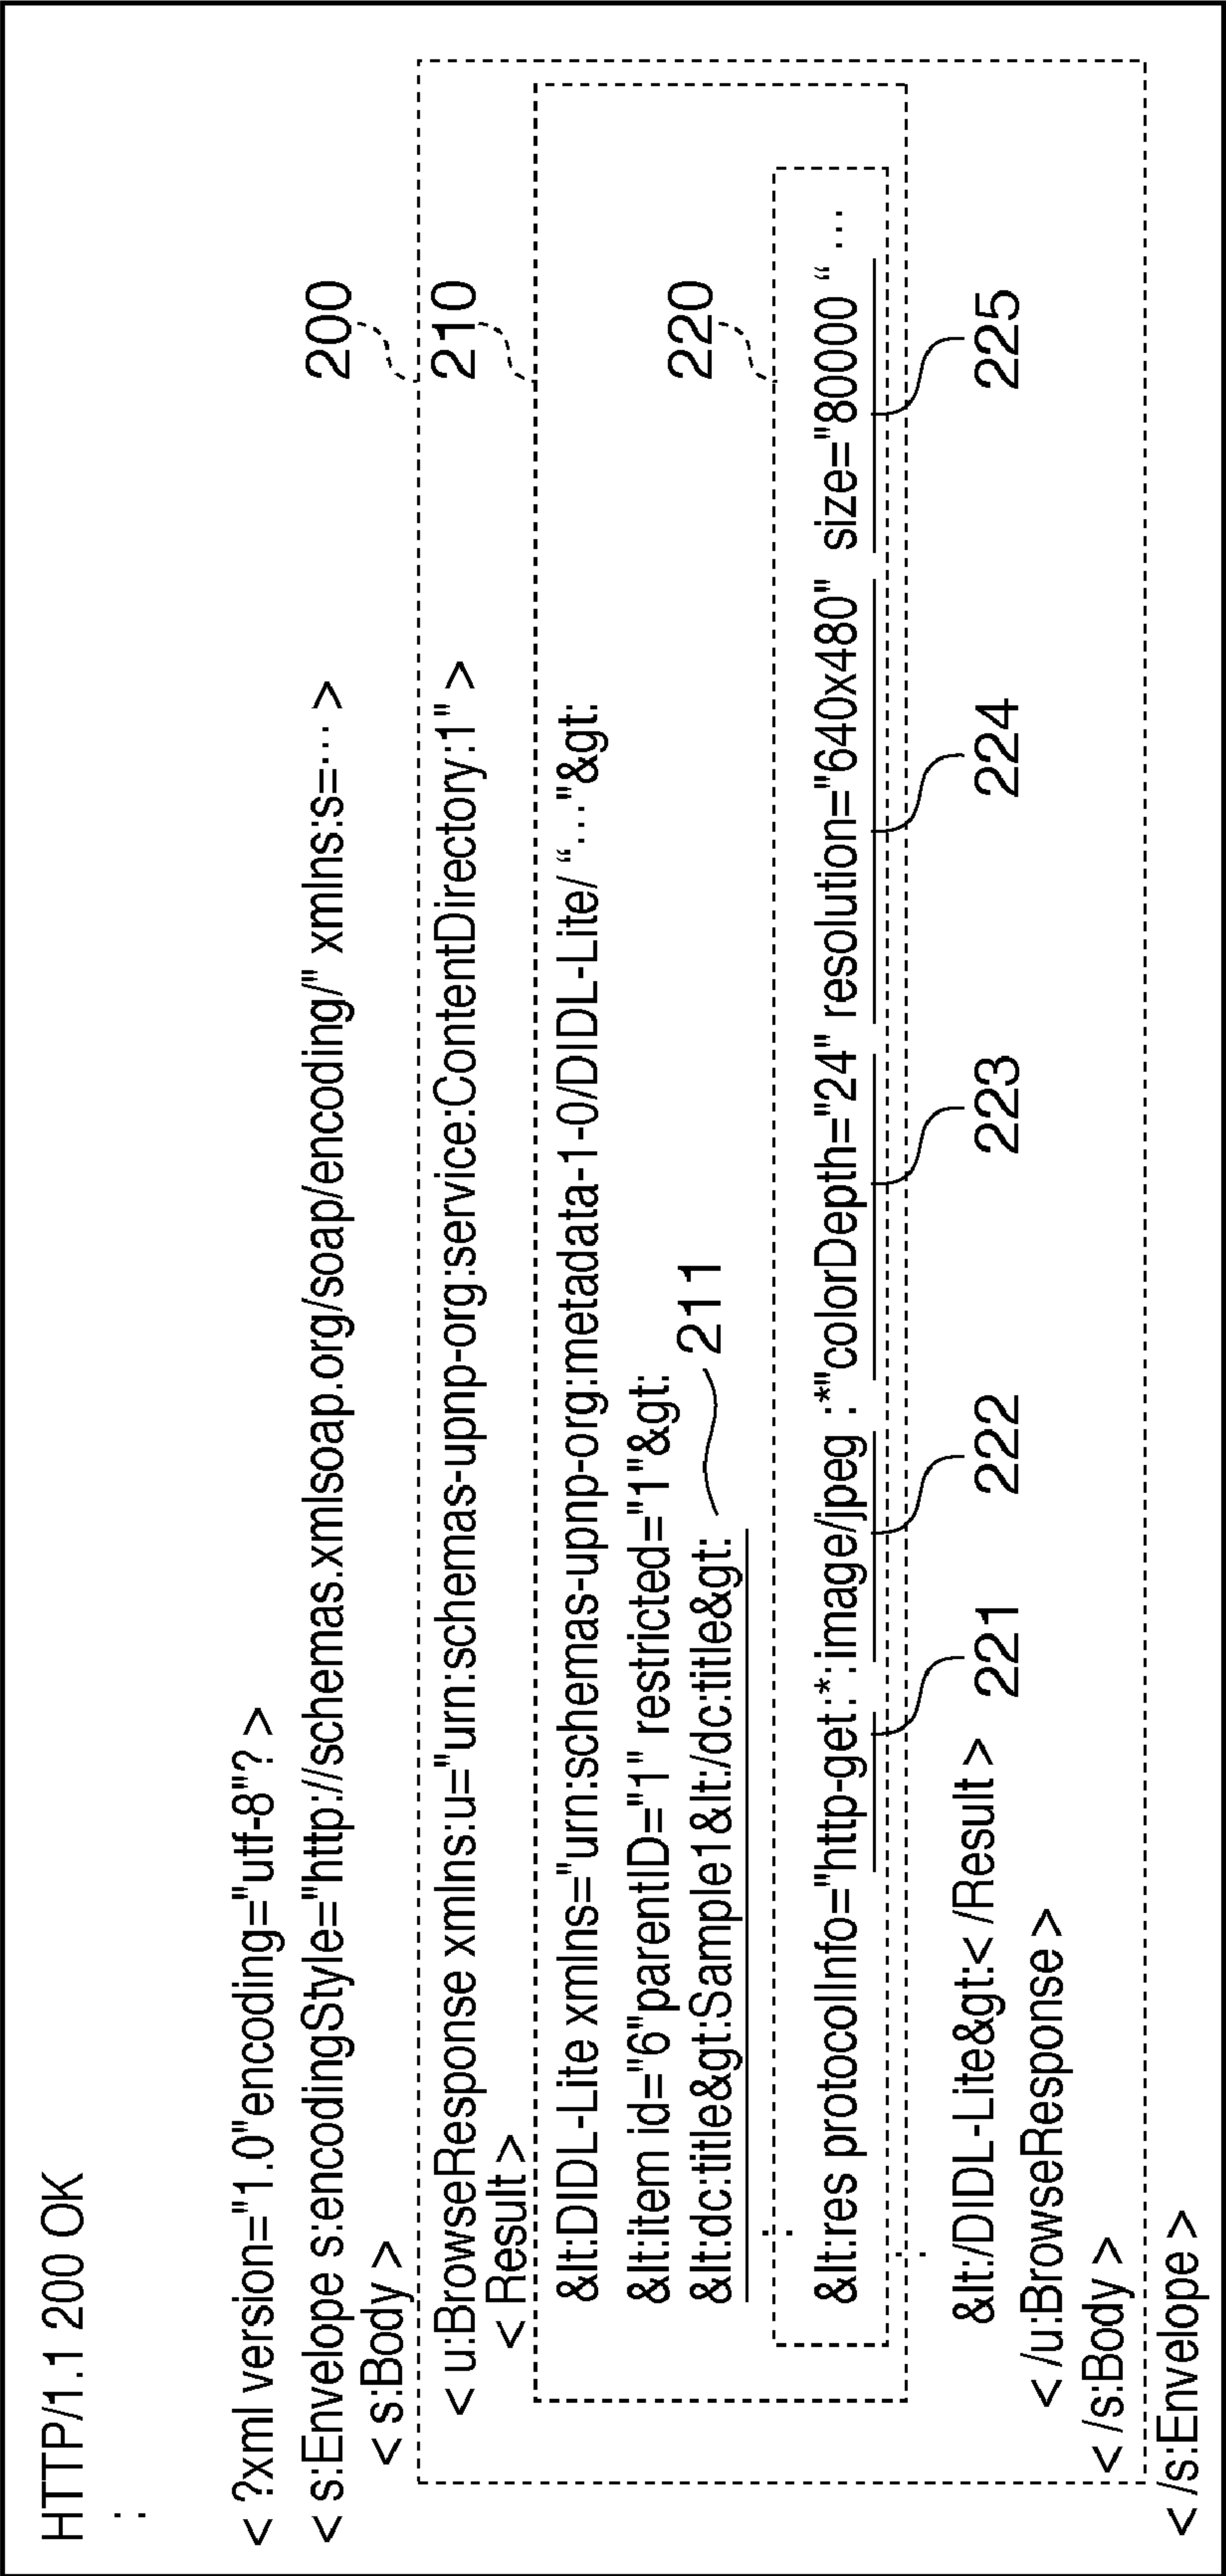 HTTP/1.1 200 OK
:
< ?xml version="1.0"encoding="utf-8"? >
< s:Envelope s:encodingStyle="http://schemas.xmlsoap.org/soap/encoding/" xmlns:s=··· >
< s:Body >
200
< u:BrowseResponse xmlns:u="urn:schemas-upnp-org:service:ContentDirectory:1" >
210
< Result >
&lt:DIDL-Lite xmlns="urn:schemas-upnp-org:metadata-1-0/DIDL-Lite/ “..."&gt:
&lt:item id="6"parentID="1" restricted="1"&gt:
&lt:dc:title&gt:Sample1&lt:/dc:title&gt:
211
220
:
&lt:res protocolInfo="http-get:*:image/jpeg :*"colorDepth="24" resolution="640x480" size="80000 “ ...
:
221 222 223 224 225
&lt:/DIDL-Lite&gt:< /Result >
< /u:BrowseResponse >
< /s:Body >
< /s:Envelope >